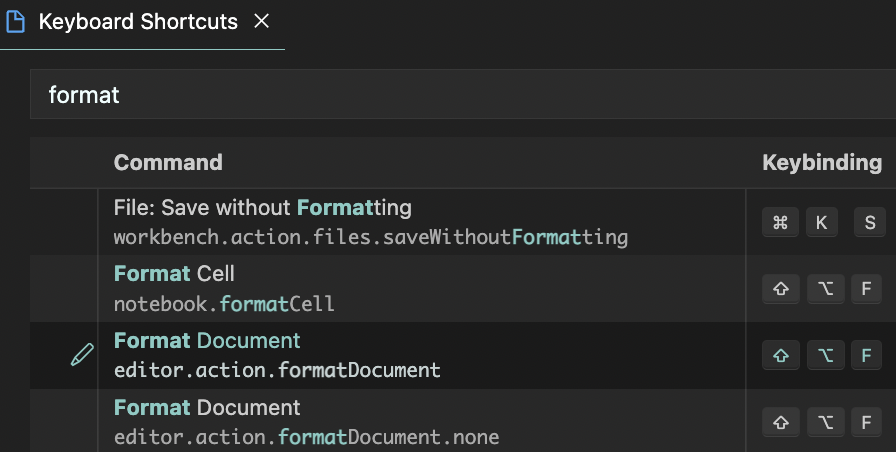 Keyboard Shortcuts ×
format
Command Keybinding
File: Save without Formatting
workbench.action.files.saveWithoutFormatting
⌘ K S
Format Cell
notebook.formatCell
⇧ ⌥ F
Format Document
editor.action.formatDocument
⇧ ⌥ F
Format Document
editor.action.formatDocument.none
⇧ ⌥ F